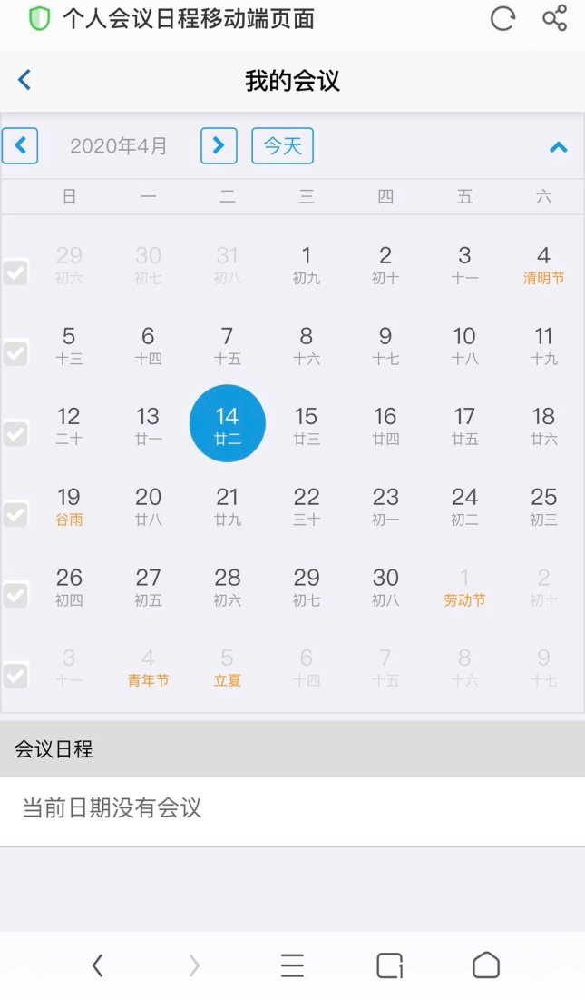 个人会议日程移动端页面
我的会议
2020年4月 今天
日 一 二 三 四 五 六
29 30 31 1 2 3 4
初六 初七 初八 初九 初十 十一 清明节
5 6 7 8 9 10 11
十三 十四 十五 十六 十七 十八 十九
12 13 14 15 16 17 18
二十 廿一 廿二 廿三 廿四 廿五 廿六
19 20 21 22 23 24 25
谷雨 廿八 廿九 三十 初一 初二 初三
26 27 28 29 30 1 2
初四 初五 初六 初七 初八 劳动节 初十
3 4 5 6 7 8 9
十一 青年节 立夏 十四 十五 十六 十七
会议日程
当前日期没有会议
1